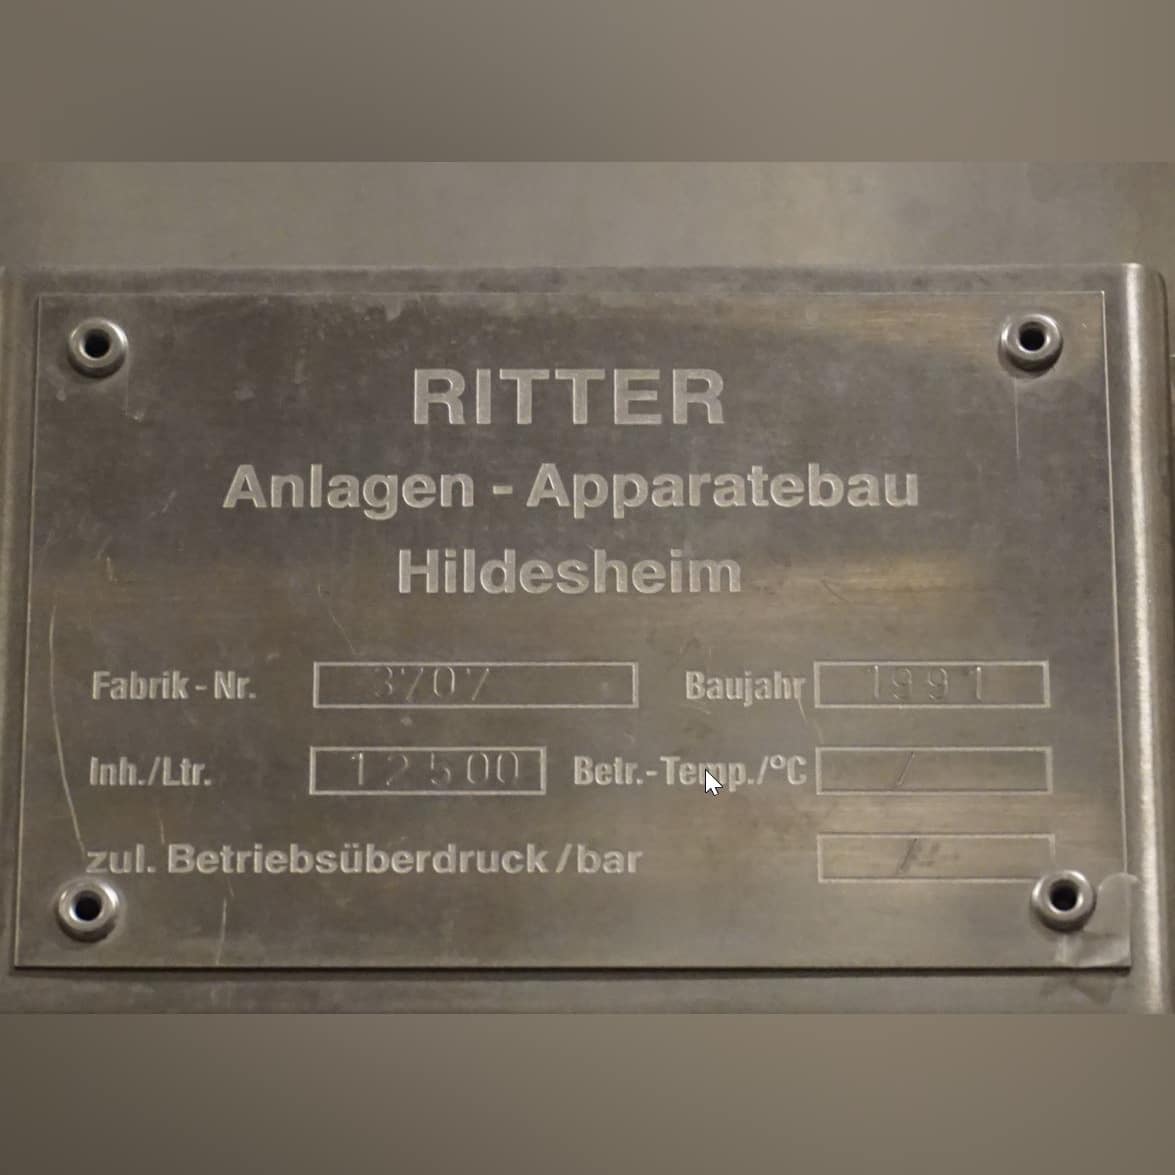 RITTER
Anlagen - Apparatebau
Hildesheim
Fabrik - Nr. 3707 Baujahr 1991
Inh./Ltr. 12500 Betr.-Temp./°C /
zul. Betriebsüberdruck /bar